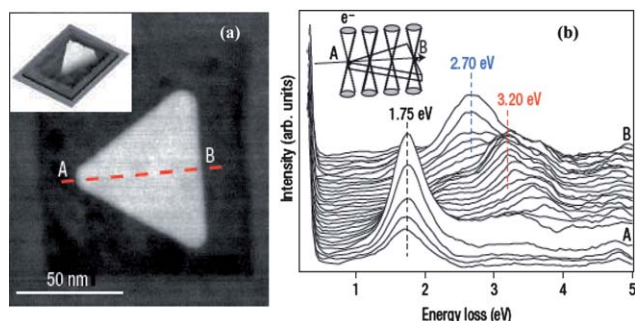 (a)
A
B
50 nm
(b)
e⁻
A
B
2.70 eV
3.20 eV
1.75 eV
B
A
Intensity (arb. units)
1 2 3 4 5
Energy loss (eV)